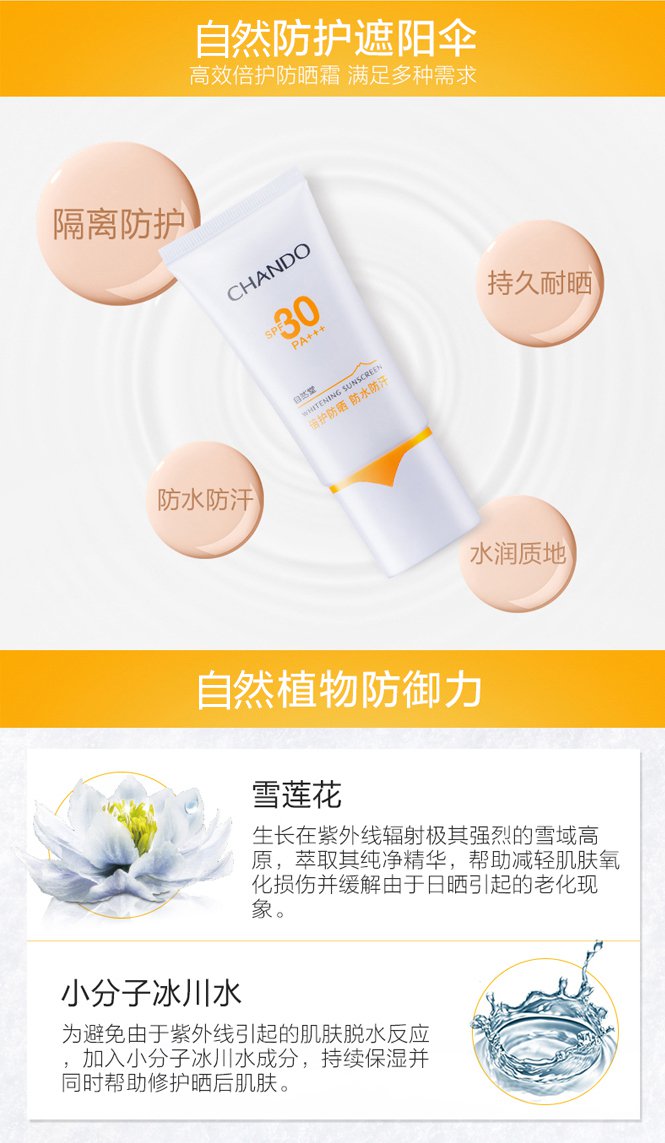 自然防护遮阳伞
高效倍护防晒霜 满足多种需求
隔离防护
持久耐晒
CHANDO
SPF30
PA+++
自然堂
WHITENING SUNSCREEN
倍护防晒 防水防汗
防水防汗
水润质地
自然植物防御力
雪莲花
生长在紫外线辐射极其强烈的雪域高
原，萃取其纯净精华，帮助减轻肌肤氧
化损伤并缓解由于日晒引起的老化现
象。
小分子冰川水
为避免由于紫外线引起的肌肤脱水反应
，加入小分子冰川水成分，持续保湿并
同时帮助修护晒后肌肤。